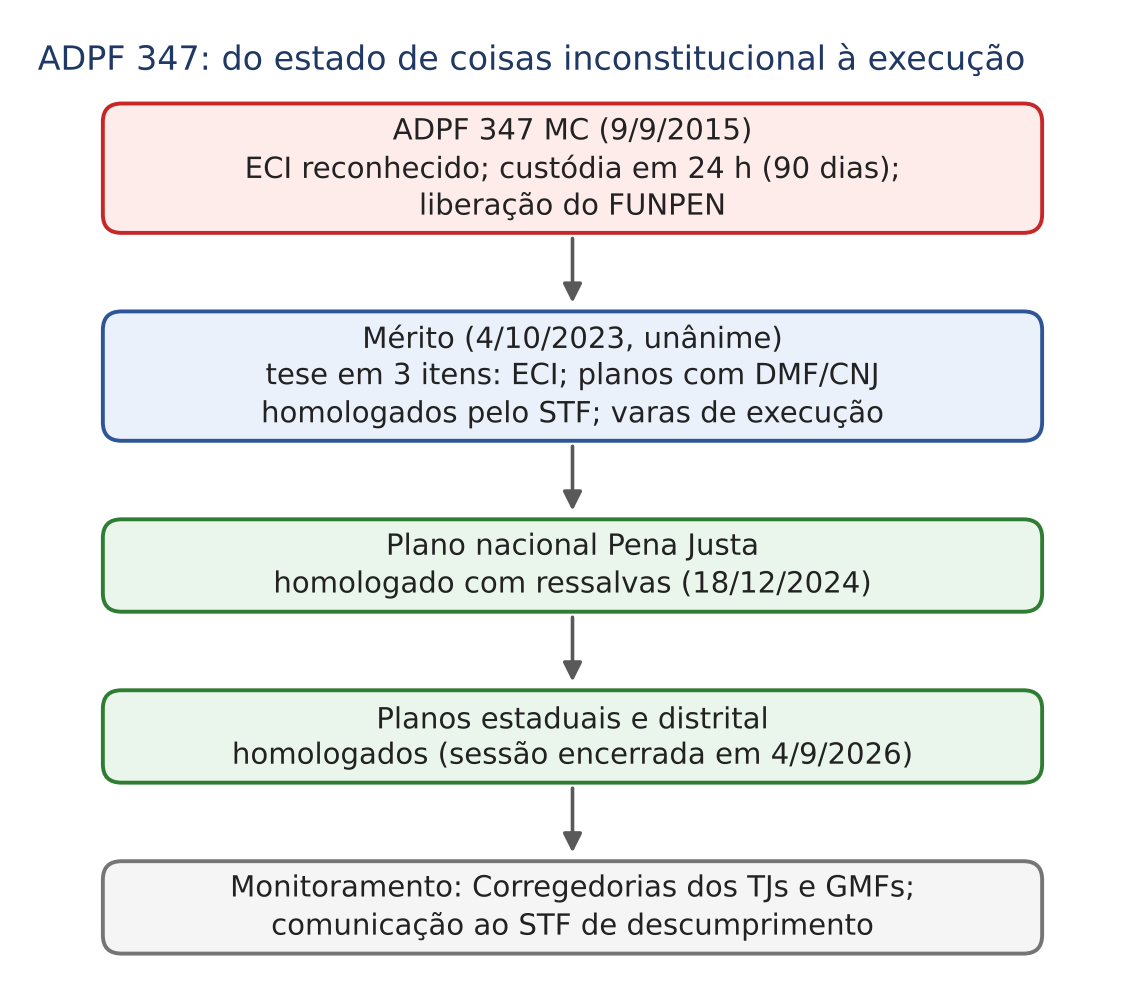 ADPF 347: do estado de coisas inconstitucional à execução
ADPF 347 MC (9/9/2015)
ECI reconhecido; custódia em 24 h (90 dias);
liberação do FUNPEN
Mérito (4/10/2023, unânime)
tese em 3 itens: ECI; planos com DMF/CNJ
homologados pelo STF; varas de execução
Plano nacional Pena Justa
homologado com ressalvas (18/12/2024)
Planos estaduais e distrital
homologados (sessão encerrada em 4/9/2026)
Monitoramento: Corregedorias dos TJs e GMFs;
comunicação ao STF de descumprimento